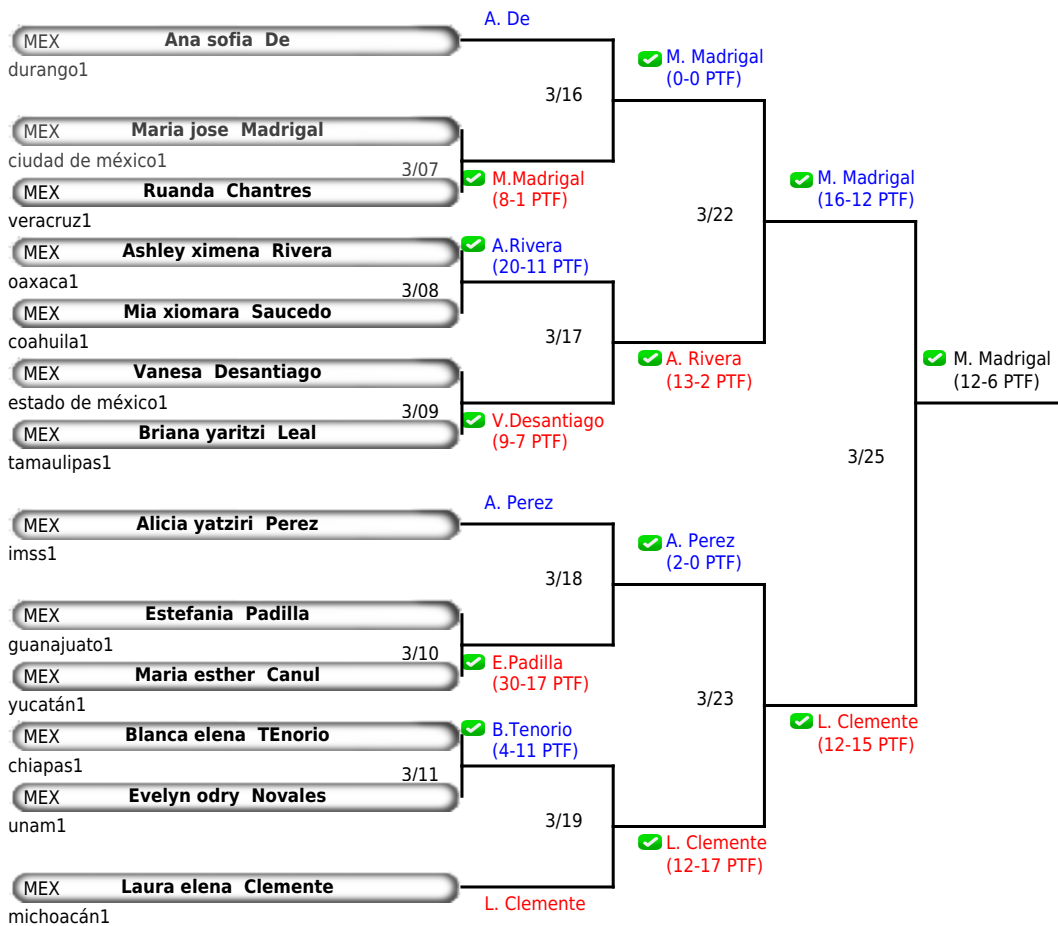 A. De
MEX Ana sofia De
durango1
M. Madrigal
(0-0 PTF)
3/16
MEX Maria jose Madrigal
ciudad de méxico1
3/07
M.Madrigal
(8-1 PTF)
MEX Ruanda Chantres
veracruz1
M. Madrigal
(16-12 PTF)
3/22
MEX Ashley ximena Rivera
oaxaca1
A.Rivera
(20-11 PTF)
3/08
MEX Mia xiomara Saucedo
coahuila1
3/17
A. Rivera
(13-2 PTF)
MEX Vanesa Desantiago
estado de méxico1
3/09
V.Desantiago
(9-7 PTF)
MEX Briana yaritzi Leal
tamaulipas1
M. Madrigal
(12-6 PTF)
3/25
A. Perez
MEX Alicia yatziri Perez
imss1
A. Perez
(2-0 PTF)
3/18
MEX Estefania Padilla
guanajuato1
3/10
E.Padilla
(30-17 PTF)
MEX Maria esther Canul
yucatán1
3/23
L. Clemente
(12-15 PTF)
MEX Blanca elena TEnorio
chiapas1
B.Tenorio
(4-11 PTF)
3/11
MEX Evelyn odry Novales
unam1
3/19
L. Clemente
(12-17 PTF)
MEX Laura elena Clemente
michoacán1
L. Clemente